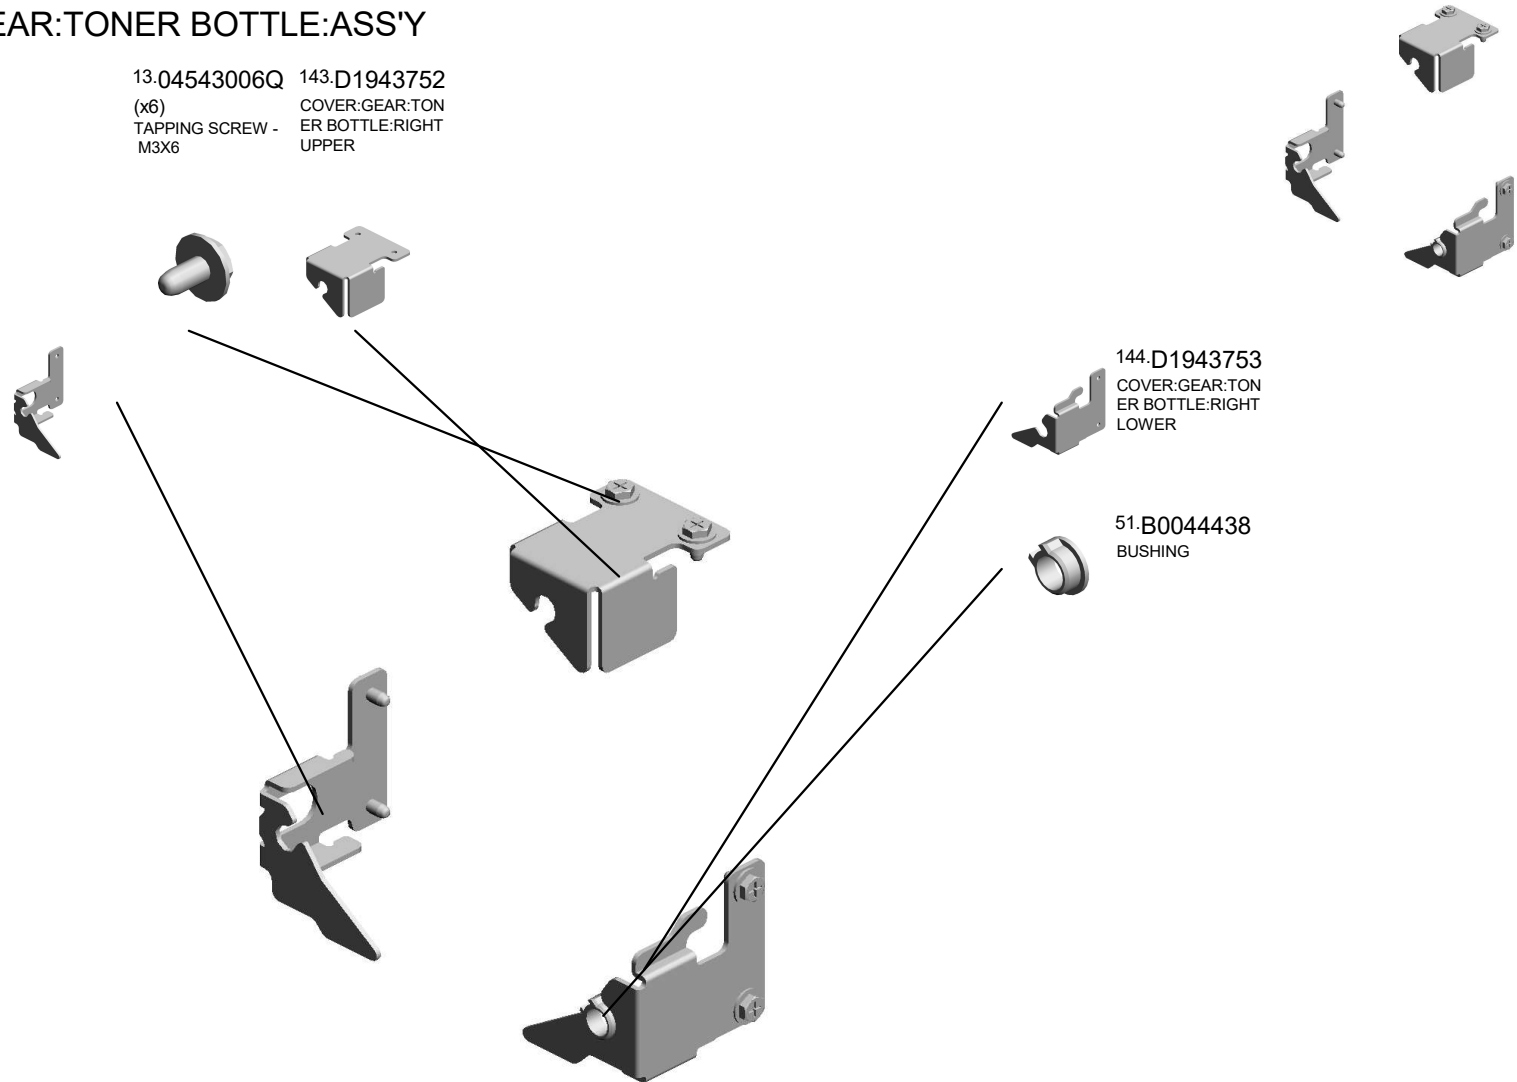 EAR:TONER BOTTLE:ASS'Y
13.04543006Q
(x6)
TAPPING SCREW -
M3X6
143.D1943752
COVER:GEAR:TON
ER BOTTLE:RIGHT
UPPER
144.D1943753
COVER:GEAR:TON
ER BOTTLE:RIGHT
LOWER
51.B0044438
BUSHING